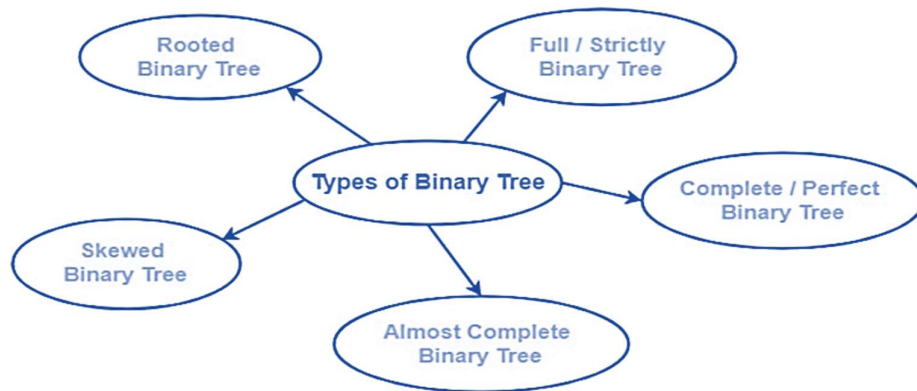 Rooted
Binary Tree
Full / Strictly
Binary Tree
Types of Binary Tree
Complete / Perfect
Binary Tree
Skewed
Binary Tree
Almost Complete
Binary Tree